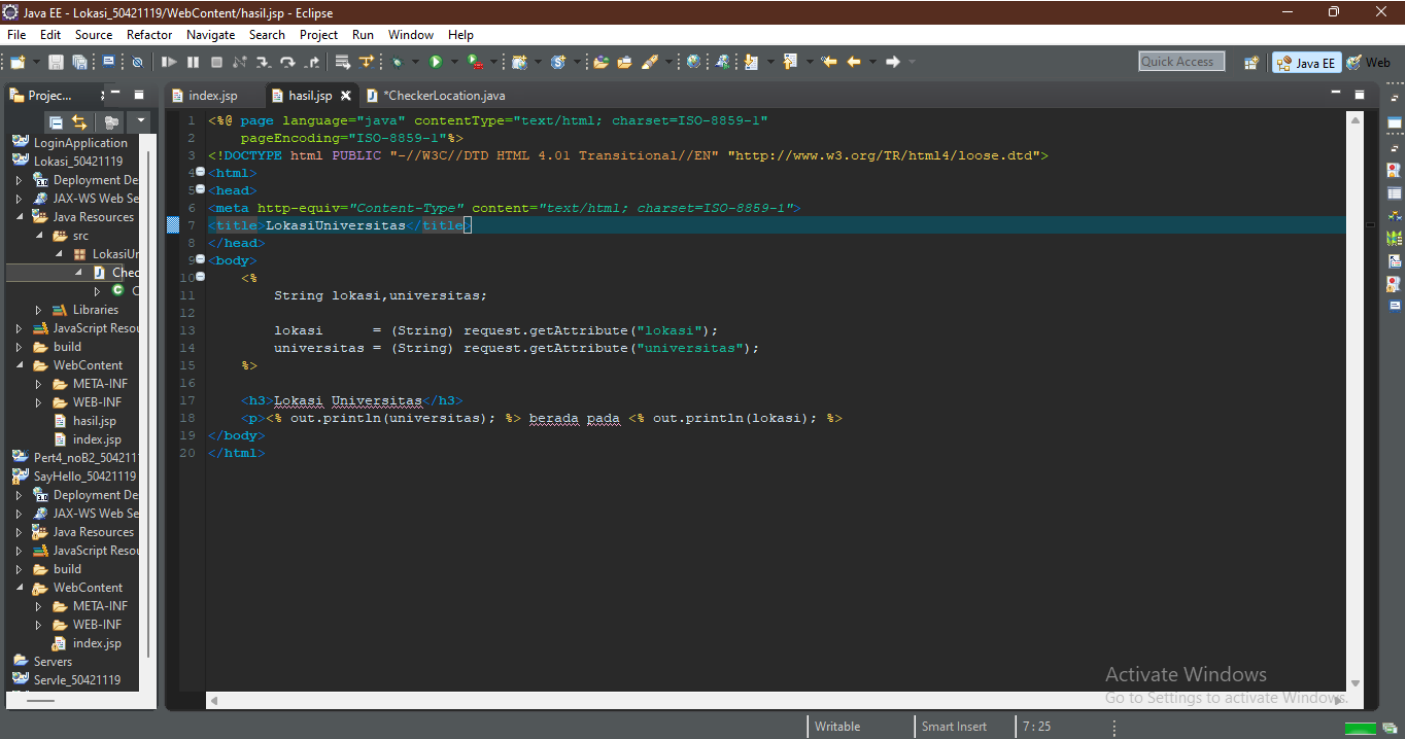 Java EE - Lokasi_50421119/WebContent/hasil.jsp - Eclipse
File Edit Source Refactor Navigate Search Project Run Window Help
Quick Access Java EE Web
Projec...
index.jsp hasil.jsp *CheckerLocation.java
LoginApplication
Lokasi_50421119
Deployment De
JAX-WS Web Se
Java Resources
src
LokasiUn
Chec
C
Libraries
JavaScript Resou
build
WebContent
META-INF
WEB-INF
hasil.jsp
index.jsp
Pert4_noB2_504211
SayHello_50421119
Deployment De
JAX-WS Web Se
Java Resources
JavaScript Resou
build
WebContent
META-INF
WEB-INF
index.jsp
Servers
Servle_50421119
1 <%@ page language="java" contentType="text/html; charset=ISO-8859-1"
2 pageEncoding="ISO-8859-1"%>
3 <!DOCTYPE html PUBLIC "-//W3C//DTD HTML 4.01 Transitional//EN" "http://www.w3.org/TR/html4/loose.dtd">
4 <html>
5 <head>
6 <meta http-equiv="Content-Type" content="text/html; charset=ISO-8859-1">
7 <title>LokasiUniversitas</title>
8 </head>
9 <body>
10 <%
11 String lokasi,universitas;
12
13 lokasi = (String) request.getAttribute("lokasi");
14 universitas = (String) request.getAttribute("universitas");
15 %>
16
17 <h3>Lokasi Universitas</h3>
18 <p><% out.println(universitas); %> berada pada <% out.println(lokasi); %>
19 </body>
20 </html>
Activate Windows
Go to Settings to activate Windows.
Writable Smart Insert 7 : 25